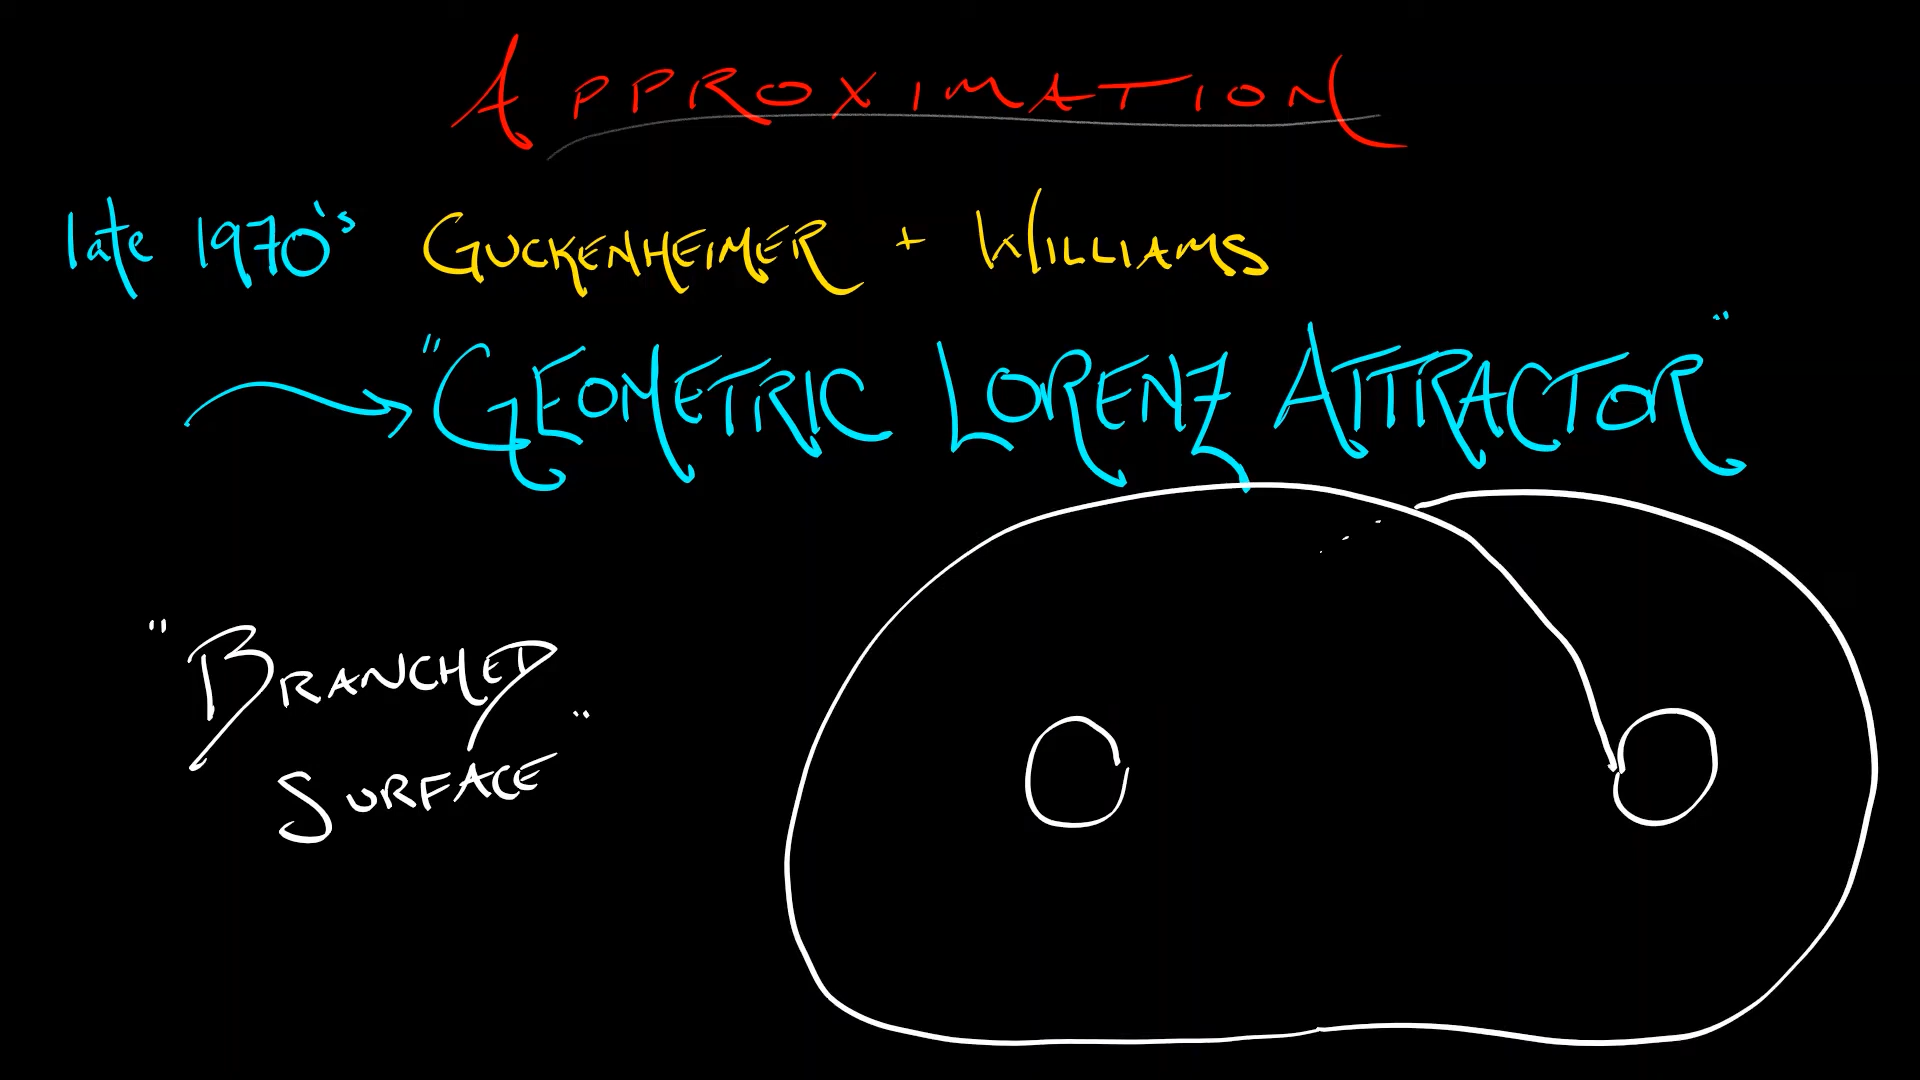 APPROXIMATION
late 1970's GUCKENHEIMER + WILLIAMS
"GEOMETRIC LORENZ ATTRACTOR"
"BRANCHED
SURFACE"